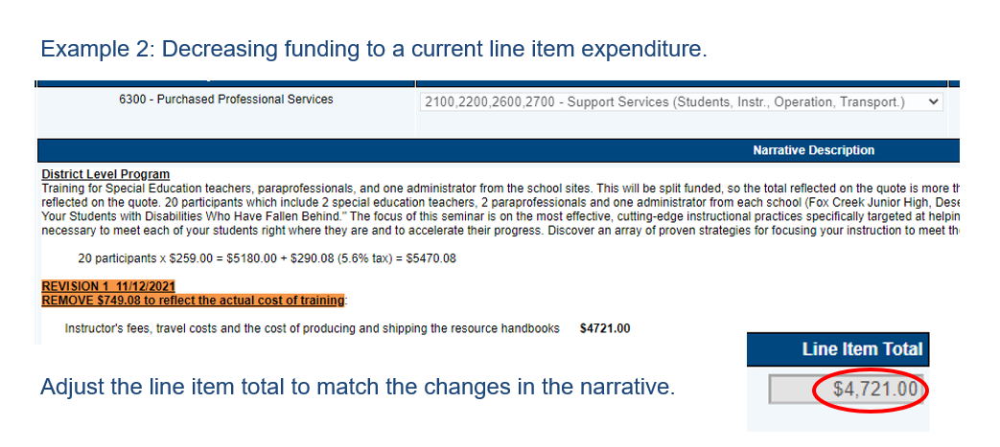 Example 2: Decreasing funding to a current line item expenditure.
6300 - Purchased Professional Services
2100,2200,2600,2700 - Support Services (Students, Instr., Operation, Transport.)
Narrative Description
District Level Program
Training for Special Education teachers, paraprofessionals, and one administrator from the school sites. This will be split funded, so the total reflected on the quote is more
reflected on the quote. 20 participants which include 2 special education teachers, 2 paraprofessionals and one administrator from each school (Fox Creek Junior High,
Your Students with Disabilities Who Have Fallen Behind." The focus of this seminar is on the most effective, cutting-edge instructional practices specifically targeted at
necessary to meet each of your students right where they are and to accelerate their progress. Discover an array of proven strategies for focusing your instruction to meet
20 participants x $259.00 = $5180.00 + $290.08 (5.6% tax) = $5470.08
REVISION 1 11/12/2021
REMOVE $749.08 to reflect the actual cost of training:
Instructor's fees, travel costs and the cost of producing and shipping the resource handbooks $4721.00
Line Item Total
$4,721.00
Adjust the line item total to match the changes in the narrative.